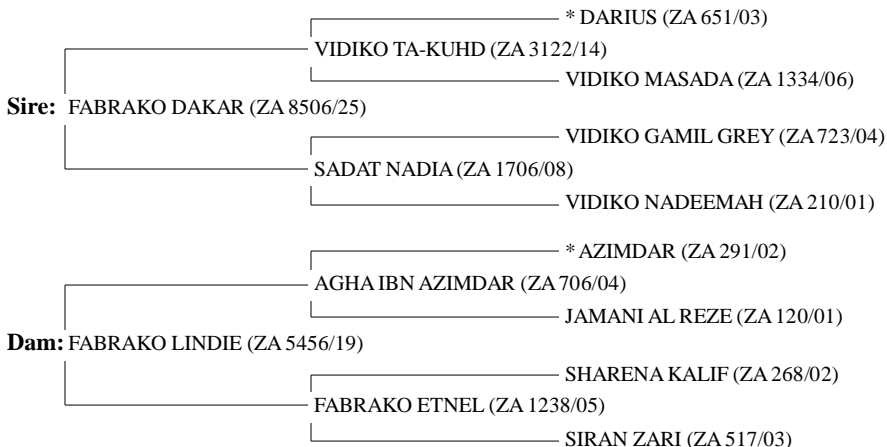 * DARIUS (ZA 651/03)
VIDIKO TA-KUHD (ZA 3122/14)
VIDIKO MASADA (ZA 1334/06)
Sire: FABRAKO DAKAR (ZA 8506/25)
VIDIKO GAMIL GREY (ZA 723/04)
SADAT NADIA (ZA 1706/08)
VIDIKO NADEEMAH (ZA 210/01)
* AZIMDAR (ZA 291/02)
AGHA IBN AZIMDAR (ZA 706/04)
JAMANI AL REZE (ZA 120/01)
Dam: FABRAKO LINDIE (ZA 5456/19)
SHARENA KALIF (ZA 268/02)
FABRAKO ETNEL (ZA 1238/05)
SIRAN ZARI (ZA 517/03)